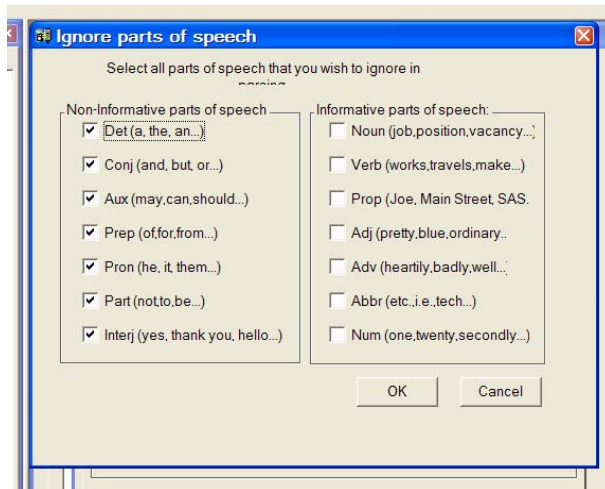 Ignore parts of speech
Select all parts of speech that you wish to ignore in
parsing
Non-Informative parts of speech
Det (a, the, an...)
Conj (and, but, or...)
Aux (may,can,should...)
Prep (of,for,from...)
Pron (he, it, them...)
Part (not,to,be...)
Interj (yes, thank you, hello...)
Informative parts of speech:
Noun (job,position,vacancy...)
Verb (works,travels,make...)
Prop (Joe, Main Street, SAS.
Adj (pretty,blue,ordinary..
Adv (heartily,badly,well...)
Abbr (etc.,i.e.,tech...)
Num (one,twenty,secondly...)
OK
Cancel